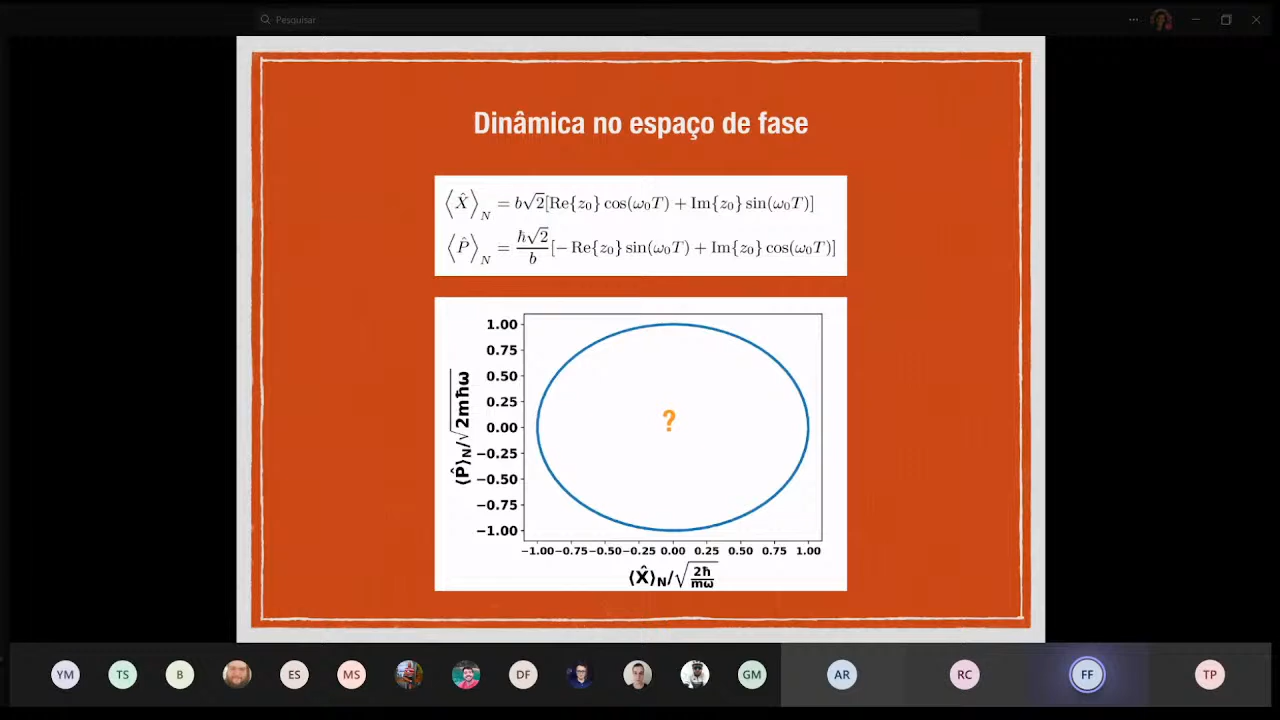 Pesquisar
Dinâmica no espaço de fase
⟨X̂⟩_N = b√2[Re{z₀} cos(ω₀T) + Im{z₀} sin(ω₀T)]
⟨P̂⟩_N = ħ√2/b [− Re{z₀} sin(ω₀T) + Im{z₀} cos(ω₀T)]
1.00
0.75
0.50
0.25
0.00
−0.25
−0.50
−0.75
−1.00
⟨P̂⟩_N/√2mħω
?
−1.00 −0.75 −0.50 −0.25 0.00 0.25 0.50 0.75 1.00
⟨X̂⟩_N/√(2ħ/mω)
YM TS B ES MS DF GM AR RC FF TP